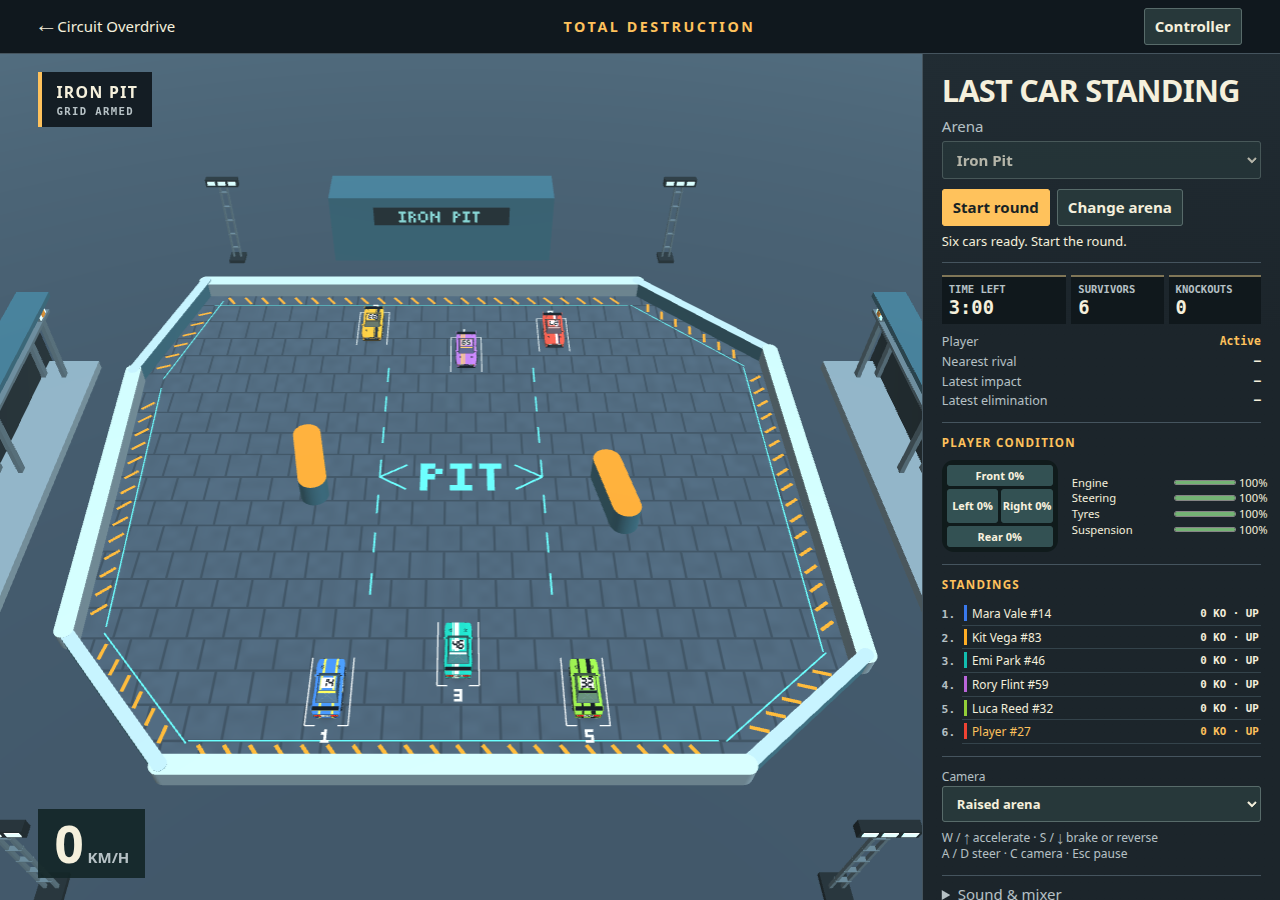 ← Circuit Overdrive
TOTAL DESTRUCTION
Controller
IRON PIT
GRID ARMED
IRON PIT
PIT
1
3
5
14
46
32
0 KM/H
LAST CAR STANDING
Arena
Iron Pit
Start round
Change arena
Six cars ready. Start the round.
TIME LEFT
3:00
SURVIVORS
6
KNOCKOUTS
0
Player Active
Nearest rival –
Latest impact –
Latest elimination –
PLAYER CONDITION
Front 0%
Left 0% Right 0%
Rear 0%
Engine 100%
Steering 100%
Tyres 100%
Suspension 100%
STANDINGS
1. Mara Vale #14 0 KO · UP
2. Kit Vega #83 0 KO · UP
3. Emi Park #46 0 KO · UP
4. Rory Flint #59 0 KO · UP
5. Luca Reed #32 0 KO · UP
6. Player #27 0 KO · UP
Camera
Raised arena
W / ↑ accelerate · S / ↓ brake or reverse
A / D steer · C camera · Esc pause
▶ Sound & mixer